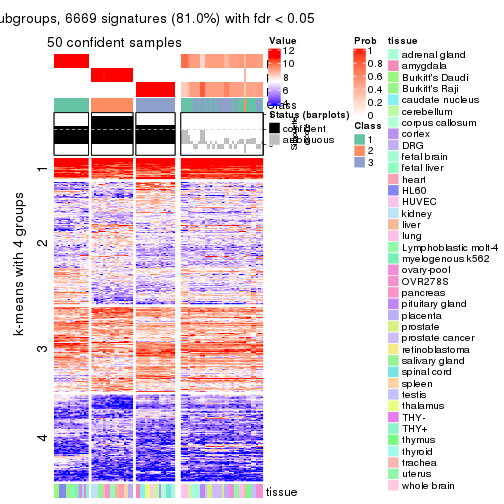 ubgroups, 6669 signatures (81.0%) with fdr < 0.05
50 confident samples
k-means with 4 groups
1
2
3
4
Class
tissue
Value
12
10
8
6
4
Status (barplots)
confident
ambiguous
Prob
1
0.8
0.6
0.4
0.2
0
Class
1
2
3
tissue
adrenal gland
amygdala
Burkitt's Daudi
Burkitt's Raji
caudate nucleus
cerebellum
corpus callosum
cortex
DRG
fetal brain
fetal liver
heart
HL60
HUVEC
kidney
liver
lung
Lymphoblastic molt-4
myelogenous k562
ovary-pool
OVR278S
pancreas
pituitary gland
placenta
prostate
prostate cancer
retinoblastoma
salivary gland
spinal cord
spleen
testis
thalamus
THY-
THY+
thymus
thyroid
trachea
uterus
whole brain